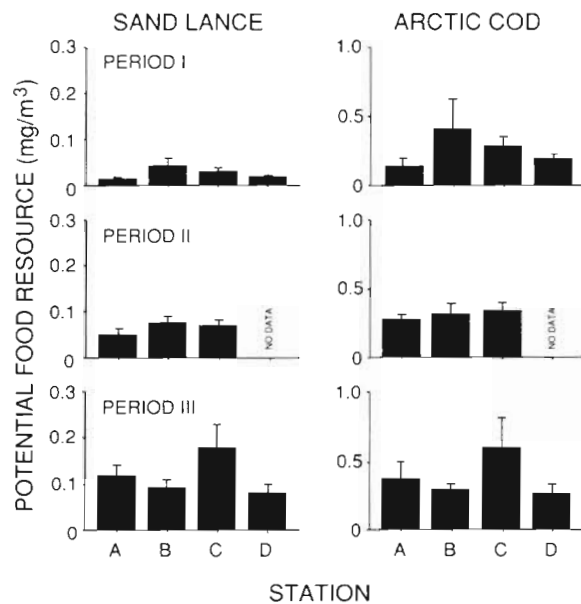 SAND LANCE
ARCTIC COD
POTENTIAL FOOD RESOURCE (mg/m³)
PERIOD I
0.3
0.2
0.1
0
1.0
0.5
0
PERIOD II
0.3
0.2
0.1
0
NO DATA
1.0
0.5
0
NO DATA
PERIOD III
0.3
0.2
0.1
0
A B C D
1.0
0.5
0
A B C D
STATION